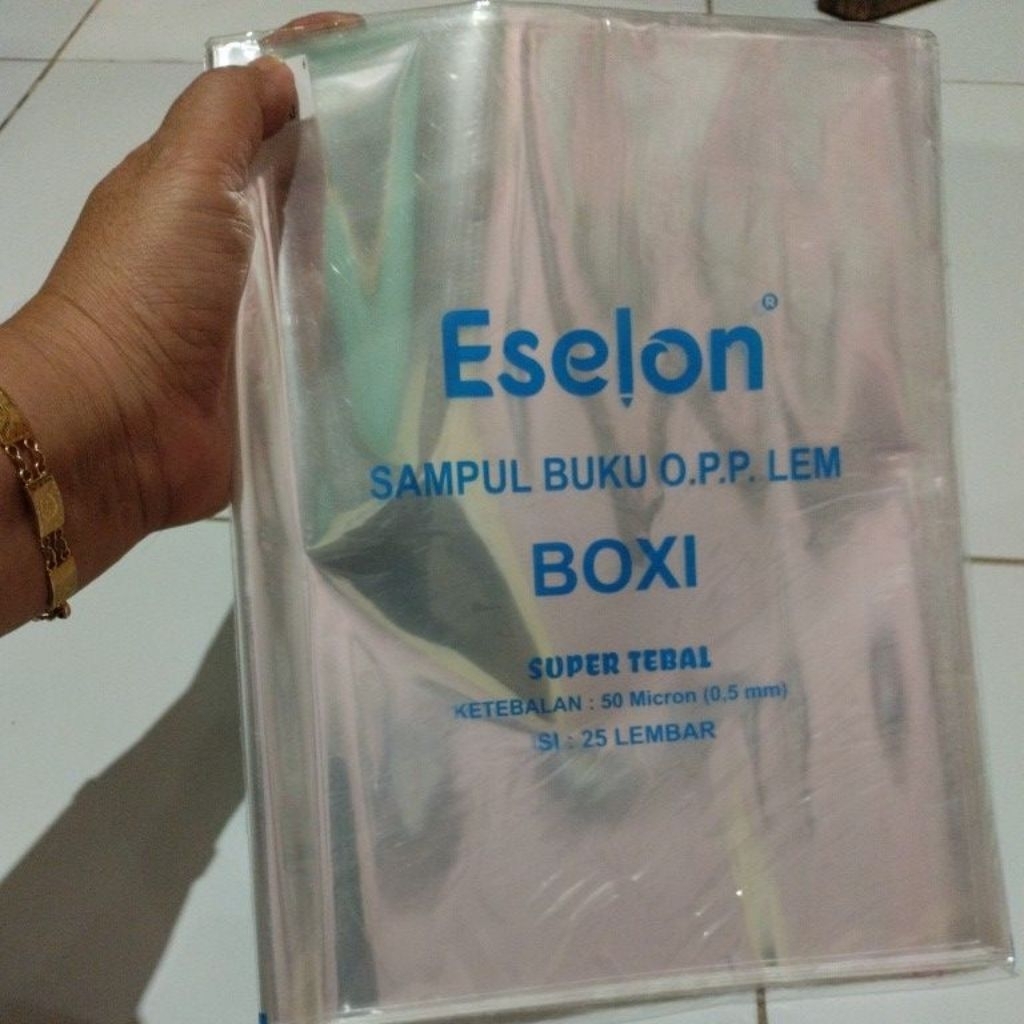 Eselon®
SAMPUL BUKU O.P.P. LEM
BOXI
SUPER TEBAL
KETEBALAN : 50 Micron (0,5 mm)
ISI : 25 LEMBAR